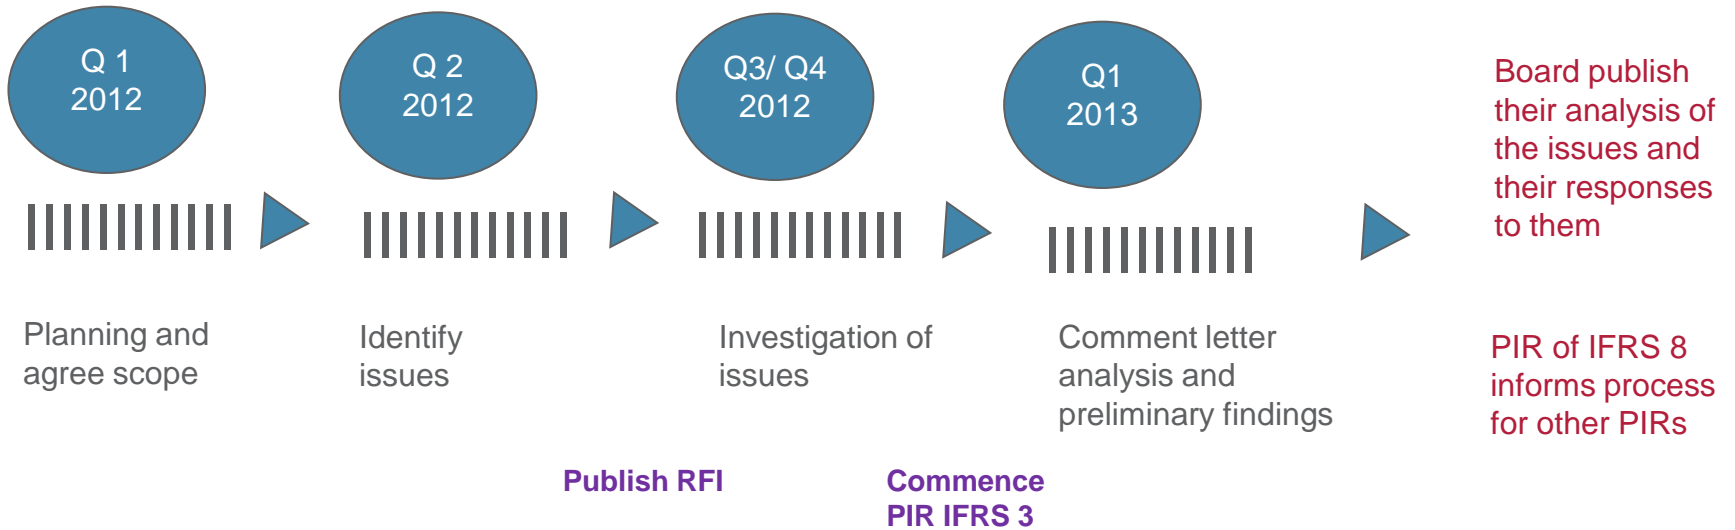 Q 1
2012
Q 2
2012
Q3/ Q4
2012
Q1
2013
Board publish
their analysis of
the issues and
their responses
to them
Planning and
agree scope
Identify
issues
Investigation of
issues
Comment letter
analysis and
preliminary findings
PIR of IFRS 8
informs process
for other PIRs
Publish RFI
Commence
PIR IFRS 3